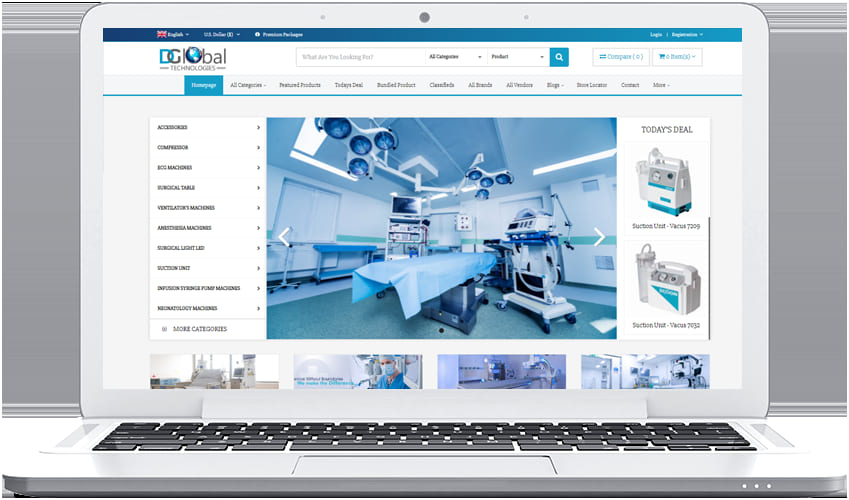 English
U.S. Dollar ($)
Premium Packages
Login | Registration
DGlobal
TECHNOLOGIES
What Are You Looking For?
All Categories
Product
Compare ( 0 )
0 Item(s)
Homepage
All Categories
Featured Products
Todays Deal
Bundled Product
Classifieds
All Brands
All Vendors
Blogs
Store Locator
Contact
More
ACCESSORIES
COMPRESSOR
ECG MACHINES
SURGICAL TABLE
VENTILATOR'S MACHINES
ANESTHESIA MACHINES
SURGICAL LIGHT LED
SUCTION UNIT
INFUSION SYRINGE PUMP MACHINES
NEONATOLOGY MACHINES
MORE CATEGORIES
TODAY'S DEAL
Suction Unit - Vacus 7209
SUCTION
Suction Unit - Vacus 7032
Without Boundaries
We make the Difference